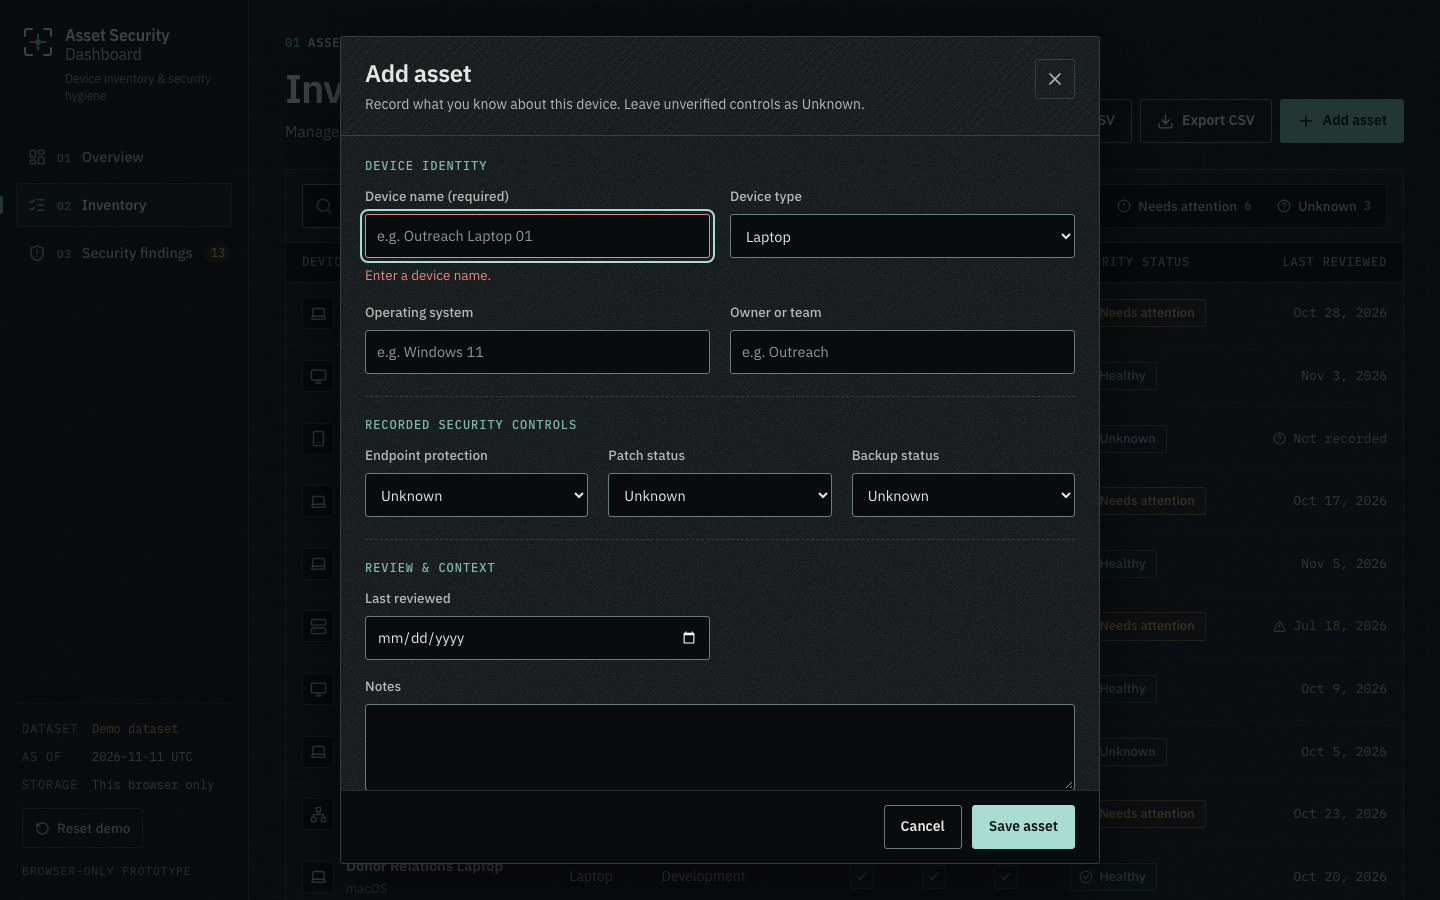 Asset Security
Dashboard
Device inventory & security
hygiene
01 Overview
02 Inventory
03 Security findings 13
DATASET Demo dataset
AS OF 2026-11-11 UTC
STORAGE This browser only
Reset demo
BROWSER-ONLY PROTOTYPE
01 ASSE
Inv
Manage
SV
Export CSV
Add asset
Needs attention 6
Unknown 3
DEVIC
RITY STATUS
LAST REVIEWED
Needs attention Oct 28, 2026
Healthy Nov 3, 2026
Unknown Not recorded
Needs attention Oct 17, 2026
Healthy Nov 5, 2026
Needs attention Jul 18, 2026
Healthy Oct 9, 2026
Unknown Oct 5, 2026
Needs attention Oct 23, 2026
Donor Relations Laptop
macOS
Laptop Development Healthy Oct 20, 2026
Add asset
Record what you know about this device. Leave unverified controls as Unknown.
DEVICE IDENTITY
Device name (required) Device type
e.g. Outreach Laptop 01 Laptop
Enter a device name.
Operating system Owner or team
e.g. Windows 11 e.g. Outreach
RECORDED SECURITY CONTROLS
Endpoint protection Patch status Backup status
Unknown Unknown Unknown
REVIEW & CONTEXT
Last reviewed
mm/dd/yyyy
Notes
Cancel Save asset